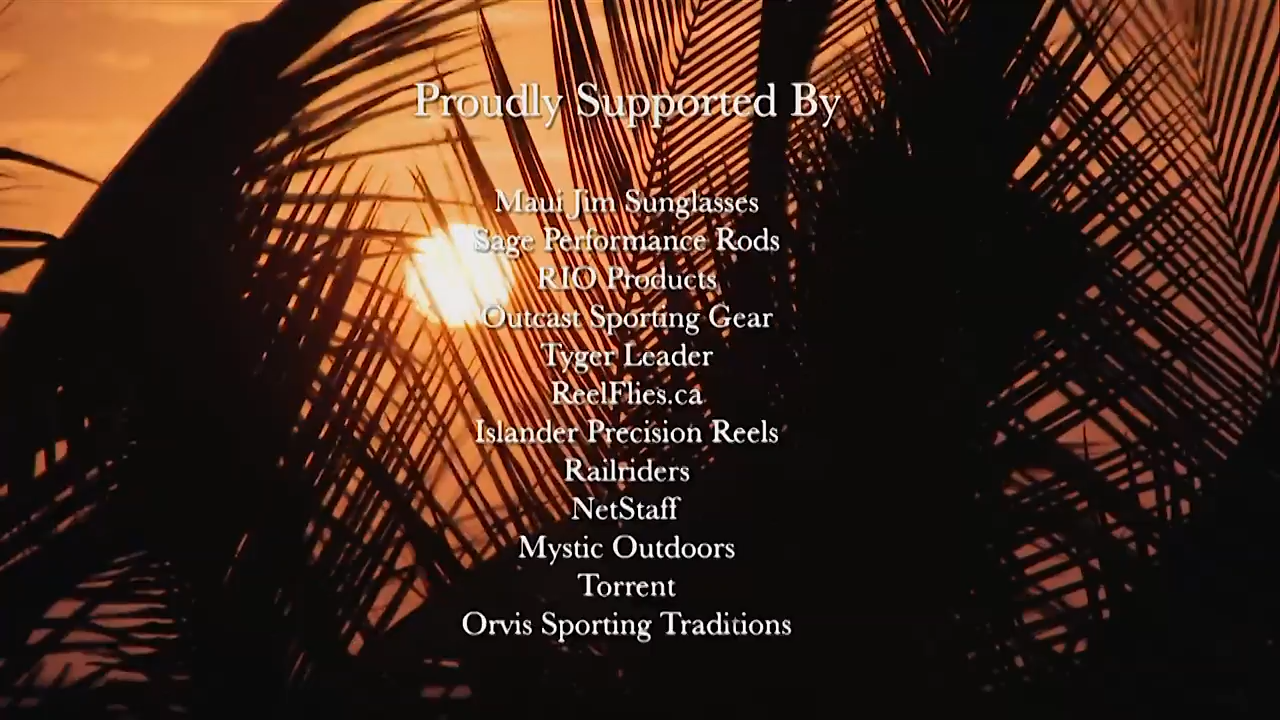 Proudly Supported By
Maui Jim Sunglasses
Sage Performance Rods
RIO Products
Outcast Sporting Gear
Tyger Leader
ReelFlies.ca
Islander Precision Reels
Railriders
NetStaff
Mystic Outdoors
Torrent
Orvis Sporting Traditions